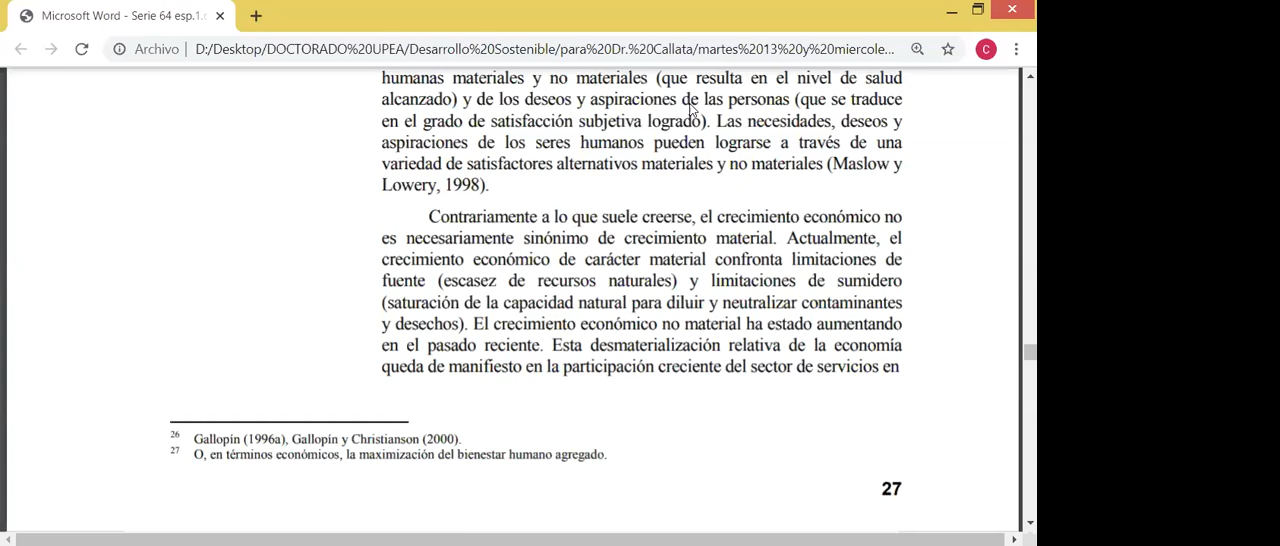 Microsoft Word - Serie 64 esp.1.
Archivo
D:/Desktop/DOCTORADO%20UPEA/Desarrollo%20Sostenible/para%20Dr.%20Callata/martes%2013%20y%20miercole...
C
humanas materiales y no materiales (que resulta en el nivel de salud
alcanzado) y de los deseos y aspiraciones de las personas (que se traduce
en el grado de satisfacción subjetiva logrado). Las necesidades, deseos y
aspiraciones de los seres humanos pueden lograrse a través de una
variedad de satisfactores alternativos materiales y no materiales (Maslow y
Lowery, 1998).
Contrariamente a lo que suele creerse, el crecimiento económico no
es necesariamente sinónimo de crecimiento material. Actualmente, el
crecimiento económico de carácter material confronta limitaciones de
fuente (escasez de recursos naturales) y limitaciones de sumidero
(saturación de la capacidad natural para diluir y neutralizar contaminantes
y desechos). El crecimiento económico no material ha estado aumentando
en el pasado reciente. Esta desmaterialización relativa de la economía
queda de manifiesto en la participación creciente del sector de servicios en
26 Gallopín (1996a), Gallopín y Christianson (2000).
27 O, en términos económicos, la maximización del bienestar humano agregado.
27